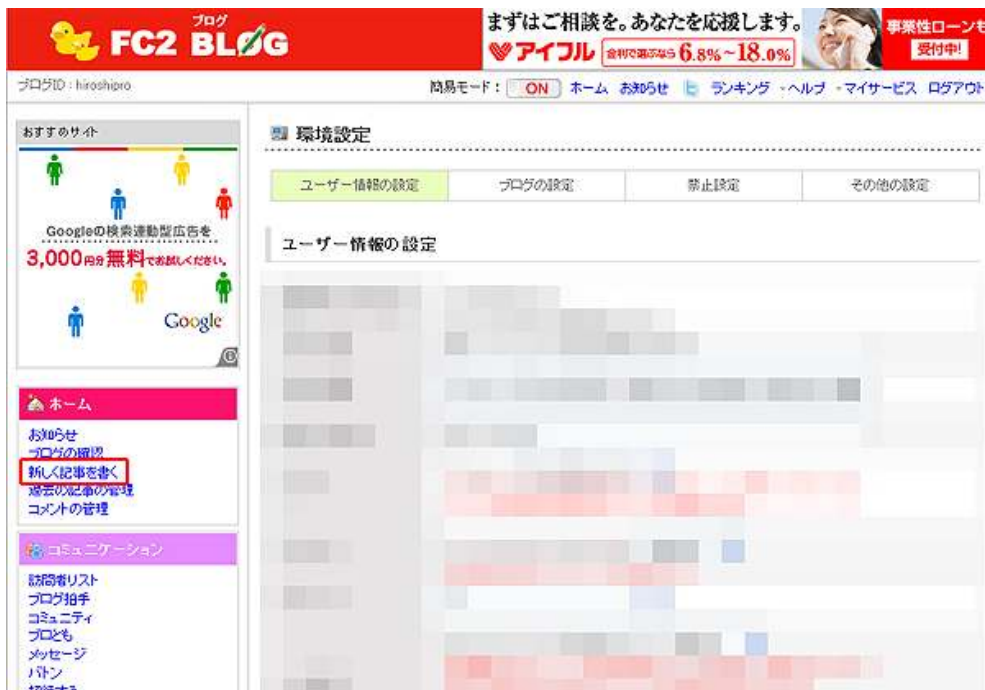 ブログ
FC2 BLOG
まずはご相談を。あなたを応援します。
アイフル 金利で選ぶなら 6.8%~18.0%
事業性ローンも
受付中!
ブログID : hiroshipro
簡易モード : ON ホーム お知らせ ランキング ヘルプ マイサービス ログアウト
おすすめサイト
Googleの検索連動型広告を
3,000円分無料でお試しください。
Google
環境設定
ユーザー情報の設定 ブログの設定 禁止設定 その他の設定
ユーザー情報の設定
ホーム
お知らせ
ブログの確認
新しく記事を書く
過去の記事の管理
コメントの管理
コミュニケーション
訪問者リスト
ブログ拍手
コミュニティ
ブロとも
メッセージ
バトン